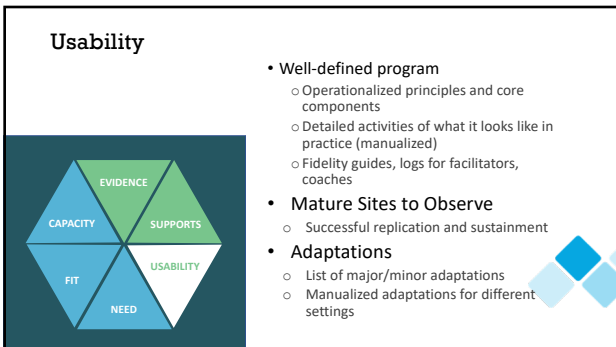 Usability
• Well-defined program
o Operationalized principles and core
components
o Detailed activities of what it looks like in
practice (manualized)
o Fidelity guides, logs for facilitators,
coaches
• Mature Sites to Observe
o Successful replication and sustainment
• Adaptations
o List of major/minor adaptations
o Manualized adaptations for different
settings
EVIDENCE
CAPACITY
SUPPORTS
FIT
USABILITY
NEED